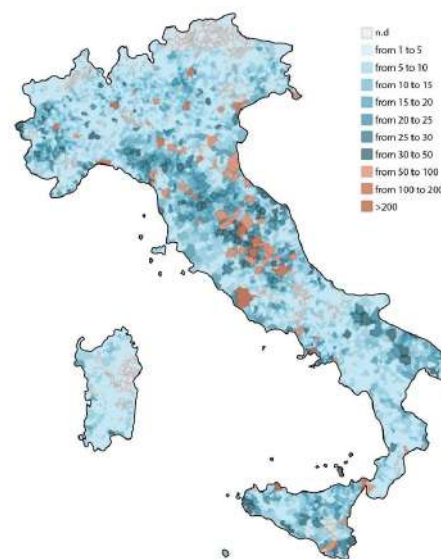 n.d
from 1 to 5
from 5 to 10
from 10 to 15
from 15 to 20
from 20 to 25
from 25 to 30
from 30 to 50
from 50 to 100
from 100 to 200
>200